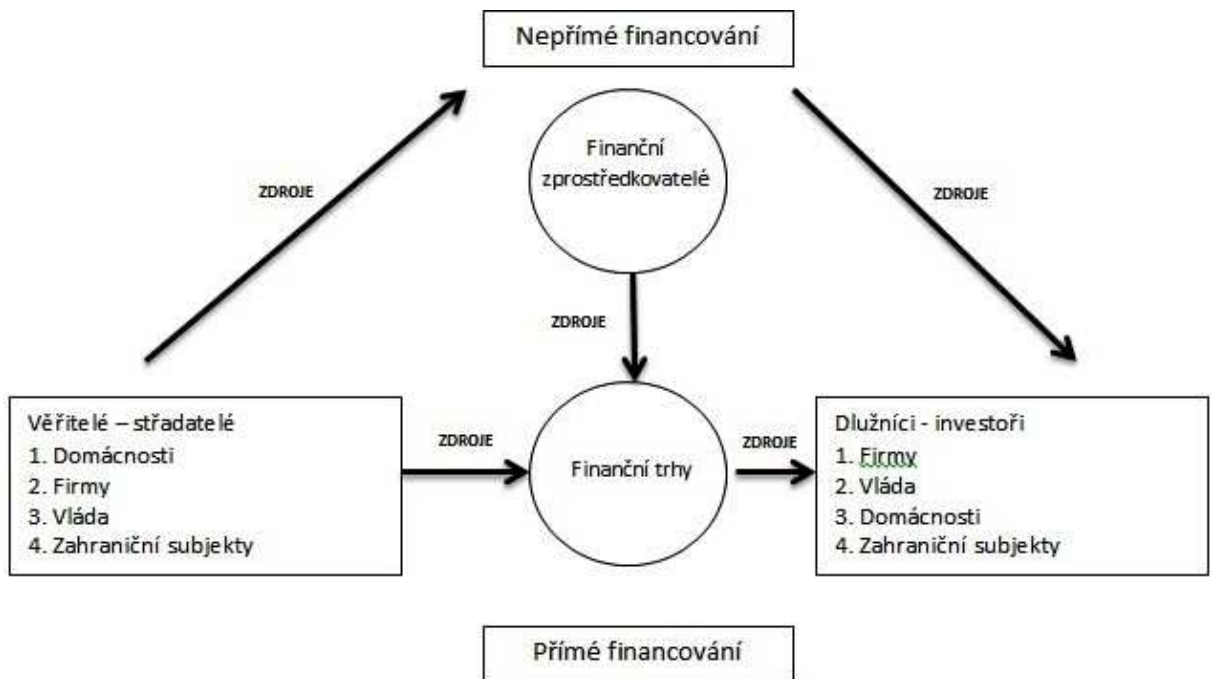 Nepřímé financování
Finanční
zprostředkovatelé
ZDROJE
ZDROJE
ZDROJE
Věřitelé – střadatelé
1. Domácnosti
2. Firmy
3. Vláda
4. Zahraniční subjekty
ZDROJE
Finanční trhy
ZDROJE
Dlužníci - investoři
1. Firmy
2. Vláda
3. Domácnosti
4. Zahraniční subjekty
Přímé financování